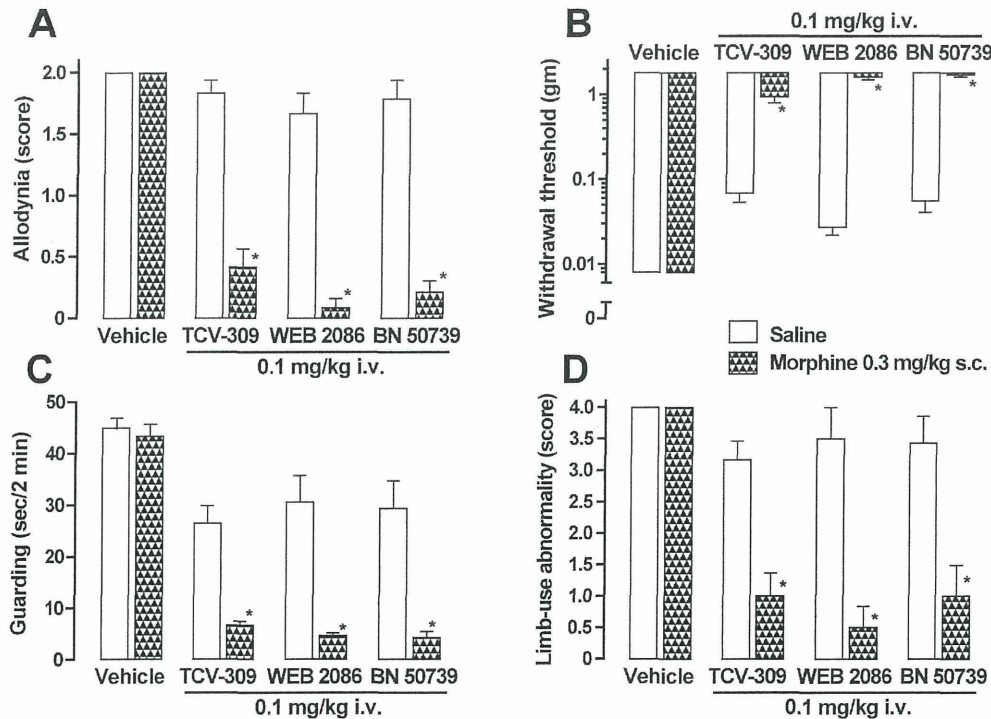 A
Allodynia (score)
2.0
1.5
1.0
0.5
0
Vehicle
TCV-309 WEB 2086 BN 50739
0.1 mg/kg i.v.
*
*
*
B
0.1 mg/kg i.v.
Vehicle
TCV-309 WEB 2086 BN 50739
Withdrawal threshold (gm)
1
0.1
0.01
0
*
*
*
Saline
Morphine 0.3 mg/kg s.c.
C
Guarding (sec/2 min)
50
40
30
20
10
0
*
*
*
Vehicle
TCV-309 WEB 2086 BN 50739
0.1 mg/kg i.v.
D
Limb-use abnormality (score)
4.0
3.5
3.0
2.5
2.0
1.5
1.0
0.5
0
*
*
*
Vehicle
TCV-309 WEB 2086 BN 50739
0.1 mg/kg i.v.